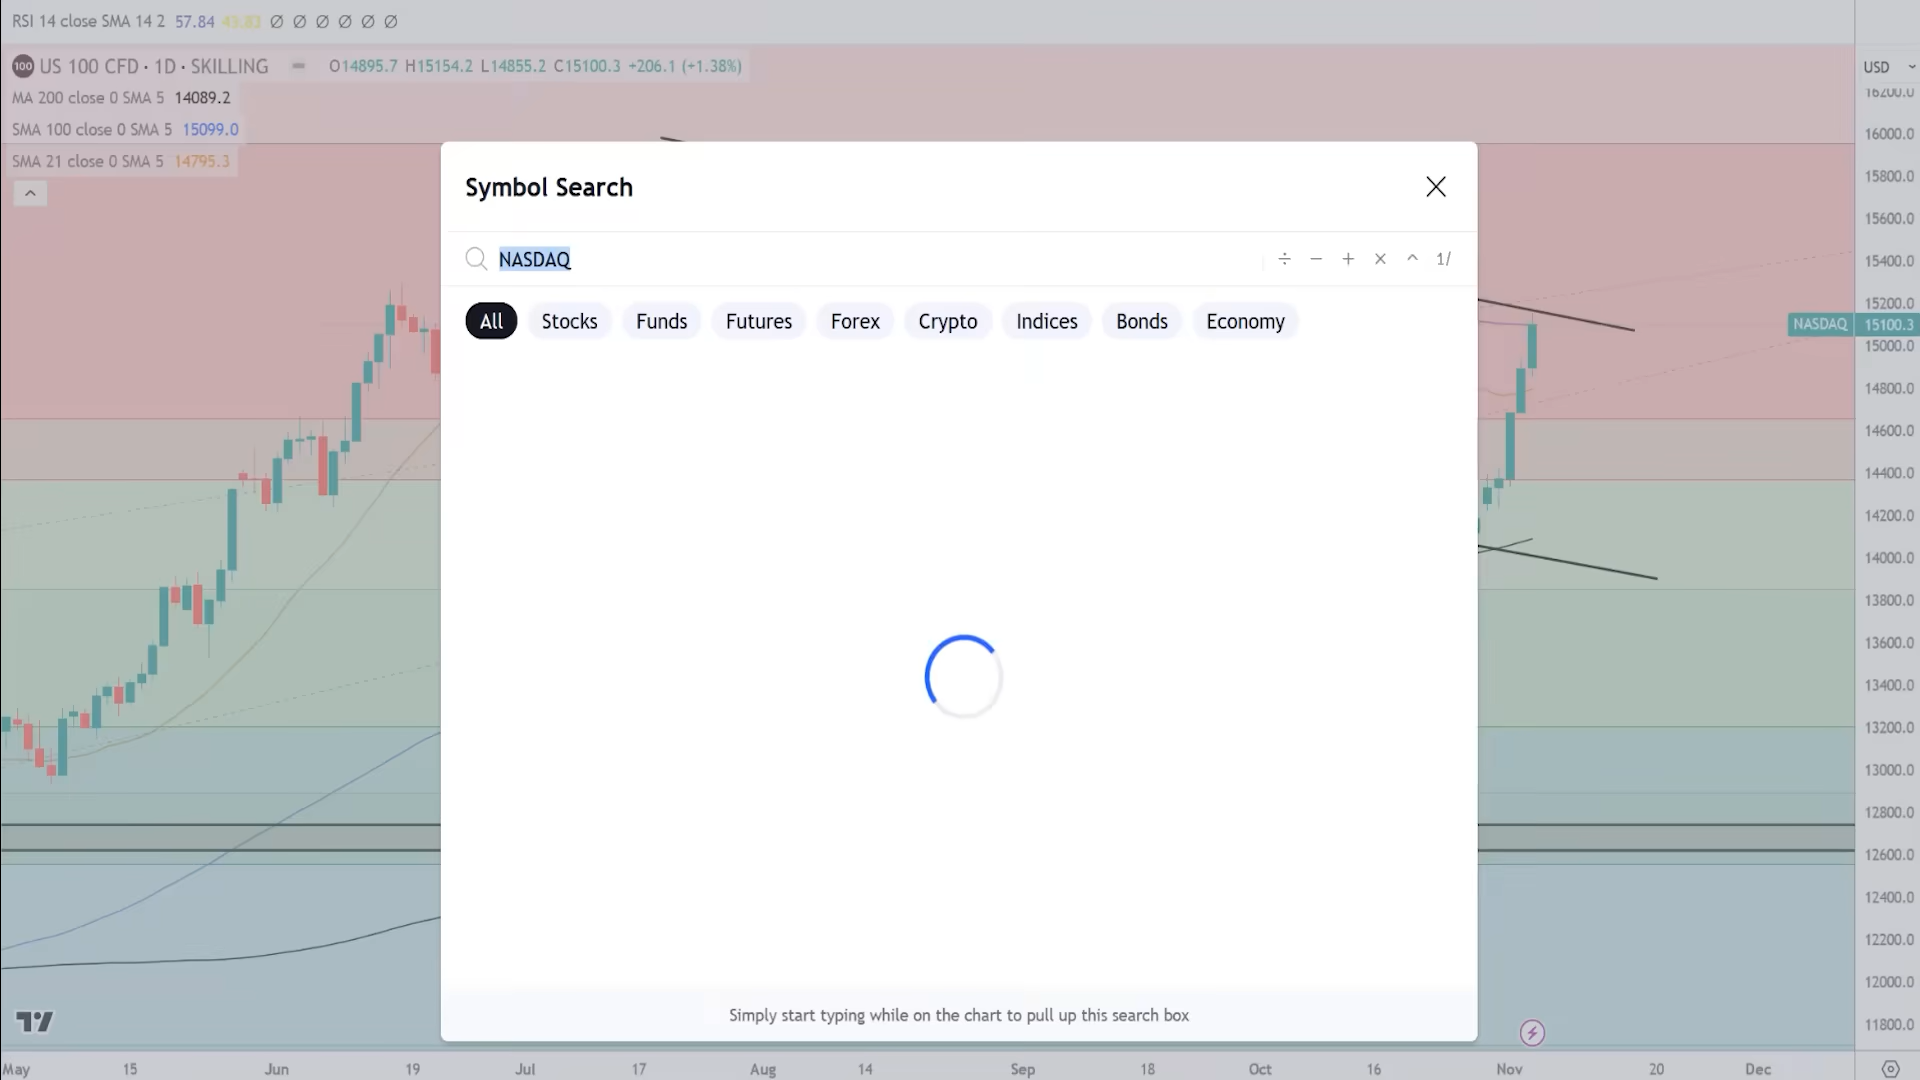 RSI 14 close SMA 14 2 57.84 43.83 Ø Ø Ø Ø Ø Ø
100 US 100 CFD · 1D · SKILLING O14895.7 H15154.2 L14855.2 C15100.3 +206.1 (+1.38%)
MA 200 close 0 SMA 5 14089.2
SMA 100 close 0 SMA 5 15099.0
SMA 21 close 0 SMA 5 14795.3
Symbol Search
NASDAQ ÷ − + × ^ 1/
All Stocks Funds Futures Forex Crypto Indices Bonds Economy
Simply start typing while on the chart to pull up this search box
USD
16200.0
16000.0
15800.0
15600.0
15400.0
15200.0
NASDAQ 15100.3
15000.0
14800.0
14600.0
14400.0
14200.0
14000.0
13800.0
13600.0
13400.0
13200.0
13000.0
12800.0
12600.0
12400.0
12200.0
12000.0
11800.0
May 15 Jun 19 Jul 17 Aug 14 Sep 18 Oct 16 Nov 20 Dec